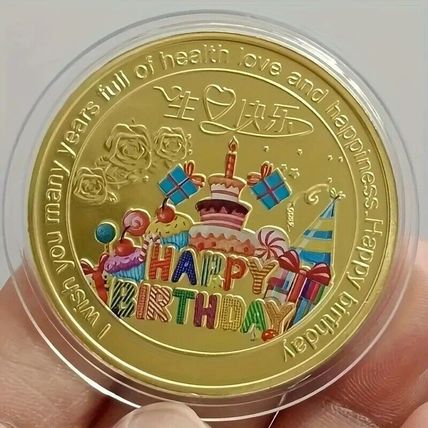 I wish you many years full of health love and happiness.Happy birthday
生日快乐
HAPPY
BIRTHDAY